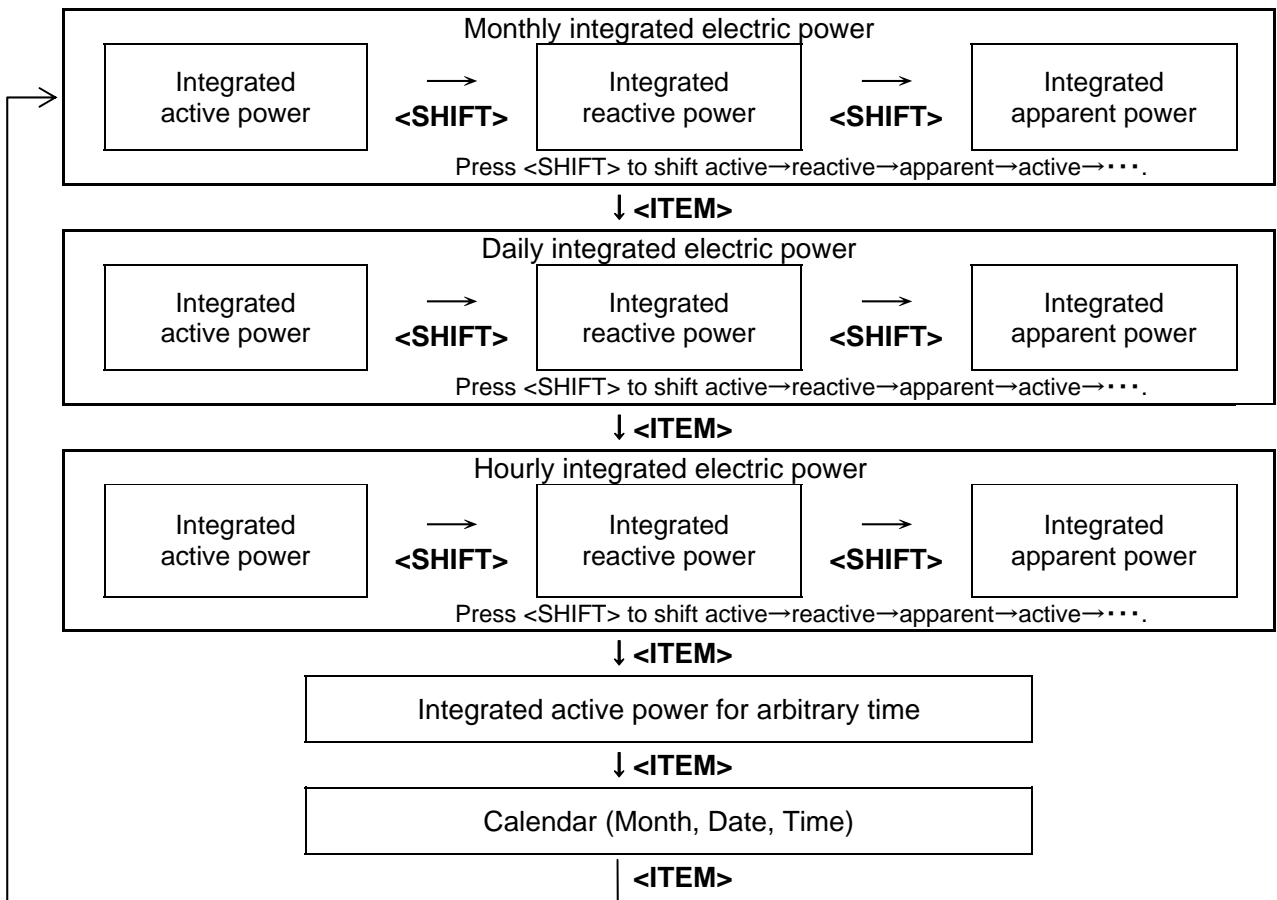 Monthly integrated electric power
Integrated → Integrated → Integrated
active power <SHIFT> reactive power <SHIFT> apparent power
Press <SHIFT> to shift active→reactive→apparent→active→・・・.
↓ <ITEM>
Daily integrated electric power
Integrated → Integrated → Integrated
active power <SHIFT> reactive power <SHIFT> apparent power
Press <SHIFT> to shift active→reactive→apparent→active→・・・.
↓ <ITEM>
Hourly integrated electric power
Integrated → Integrated → Integrated
active power <SHIFT> reactive power <SHIFT> apparent power
Press <SHIFT> to shift active→reactive→apparent→active→・・・.
↓ <ITEM>
Integrated active power for arbitrary time
↓ <ITEM>
Calendar (Month, Date, Time)
<ITEM>